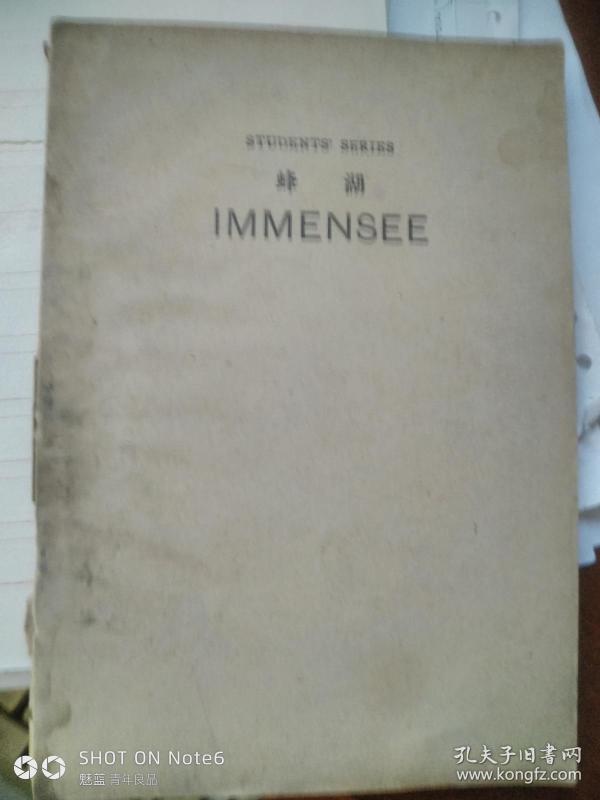 STUDENTS' SERIES
蜂湖
IMMENSEE
SHOT ON Note6
魅蓝 青年良品
孔夫子旧书网
www.kongfz.com